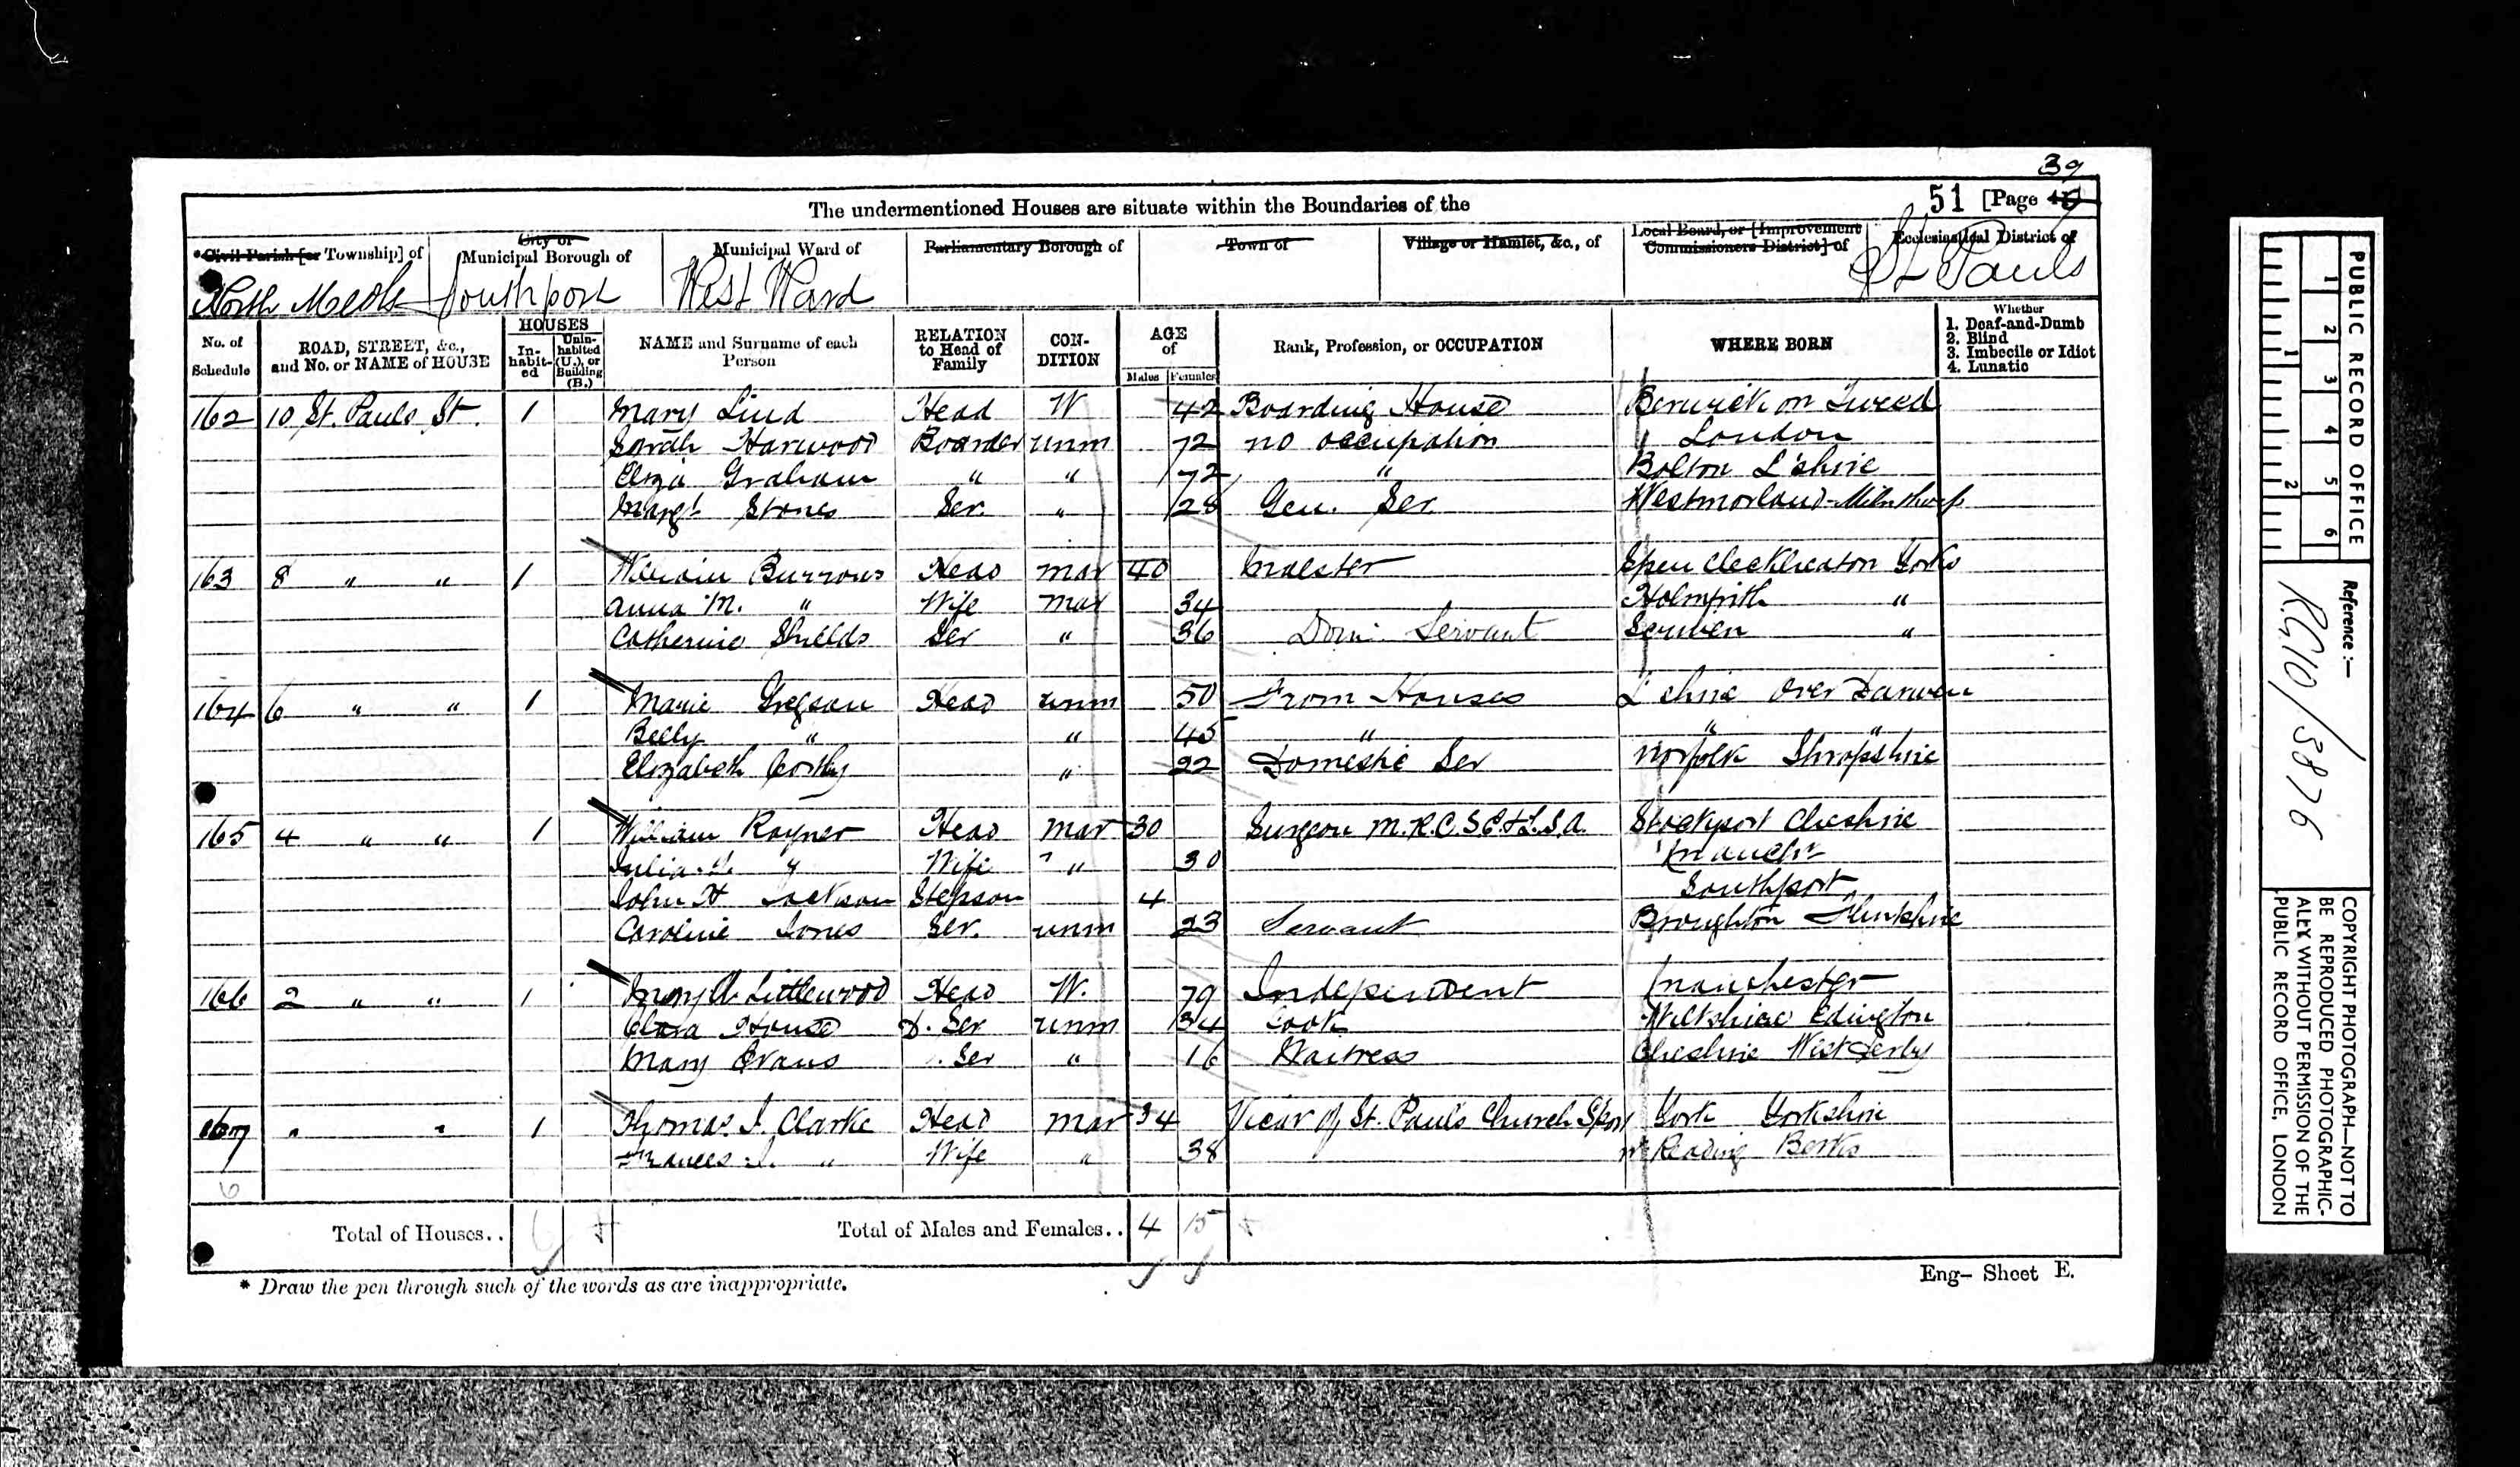 39
The undermentioned Houses are situate within the Boundaries of the 51 [Page
*Civil Parish [or Township] of City or Municipal Borough of Municipal Ward of Parliamentary Borough of Town of Village or Hamlet, &c., of Local Board, or [Improvement Commissioners District] of Ecclesiastical District of
North Meols Southport West Ward St Pauls
No. of Schedule ROAD, STREET, &c., and No. or NAME of HOUSE HOUSES Inhabited Uninhabited (U.), or Building (B.) NAME and Surname of each Person RELATION to Head of Family CONDITION AGE of Males Females Rank, Profession, or OCCUPATION WHERE BORN Whether 1. Deaf-and-Dumb 2. Blind 3. Imbecile or Idiot 4. Lunatic
162 10 St. Pauls St. 1 Mary Lind Head W 42 Boarding House Berwick on Tweed
Sarah Harwood Boarder unm 72 no occupation London
Eliza Graham " " 72 " Bolton L'shire
Margt. Stones Ser. " 28 Gen. Ser Westmorland Milnthorp
163 8 " " 1 William Burrows Head mar 40 Spen Cleckheaton Yorks
Anna M. " Wife mar 34 Holmfirth "
Catherine Shields Ser " 36 Dom. Servant Scriven "
164 6 " " 1 Marie Gregson Head unm 50 From Houses L'shire Over Darwen
Betty " " 45 " " "
Elizabeth " 22 Domestic Ser Norfolk Shropshire
165 4 " " 1 William Rayner Head mar 30 Surgeon M.R.C.S.E & L.S.A. Stockport Cheshire
Julia " Wife " 30 Manchr
John H Jackson Stepson 4 Southport
Caroline Jones Ser. unm 23 Servant Broughton Flintshire
166 2 " " 1 Mary A. Littlewood Head W. 79 Independent Manchester
Clara House D. Ser unm 34 Cook Wiltshire Edington
Mary Evans Ser " 16 Waitress Cheshire West Derby
167 " " 1 Thomas J. Clarke Head mar 34 Vicar of St. Paul's Church Sport York Yorkshire
Frances J. " Wife " 38 nr Reading Berks
6
Total of Houses.. 6 Total of Males and Females.. 4 15
* Draw the pen through such of the words as are inappropriate.
Eng- Sheet E.
PUBLIC RECORD OFFICE
1 2 3 4 5 6
1 2
Reference :—
RG10/3876
COPYRIGHT PHOTOGRAPH—NOT TO
BE REPRODUCED PHOTOGRAPHIC-
ALLY WITHOUT PERMISSION OF THE
PUBLIC RECORD OFFICE, LONDON